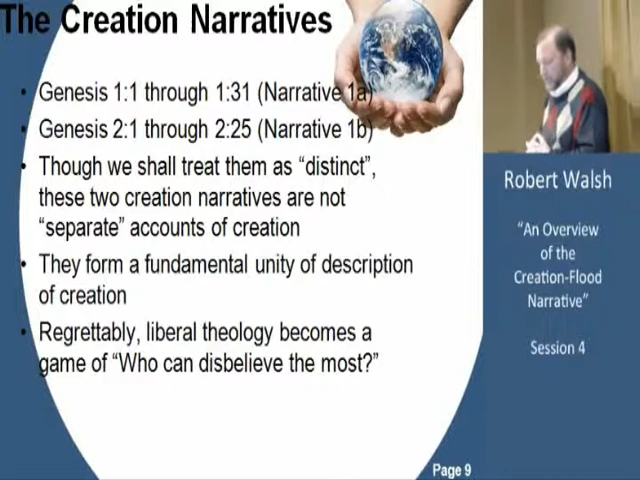 The Creation Narratives
• Genesis 1:1 through 1:31 (Narrative 1a)
• Genesis 2:1 through 2:25 (Narrative 1b)
• Though we shall treat them as “distinct”,
these two creation narratives are not
“separate” accounts of creation
• They form a fundamental unity of description
of creation
• Regrettably, liberal theology becomes a
game of “Who can disbelieve the most?”
Page 9
Robert Walsh
“An Overview
of the
Creation-Flood
Narrative”
Session 4